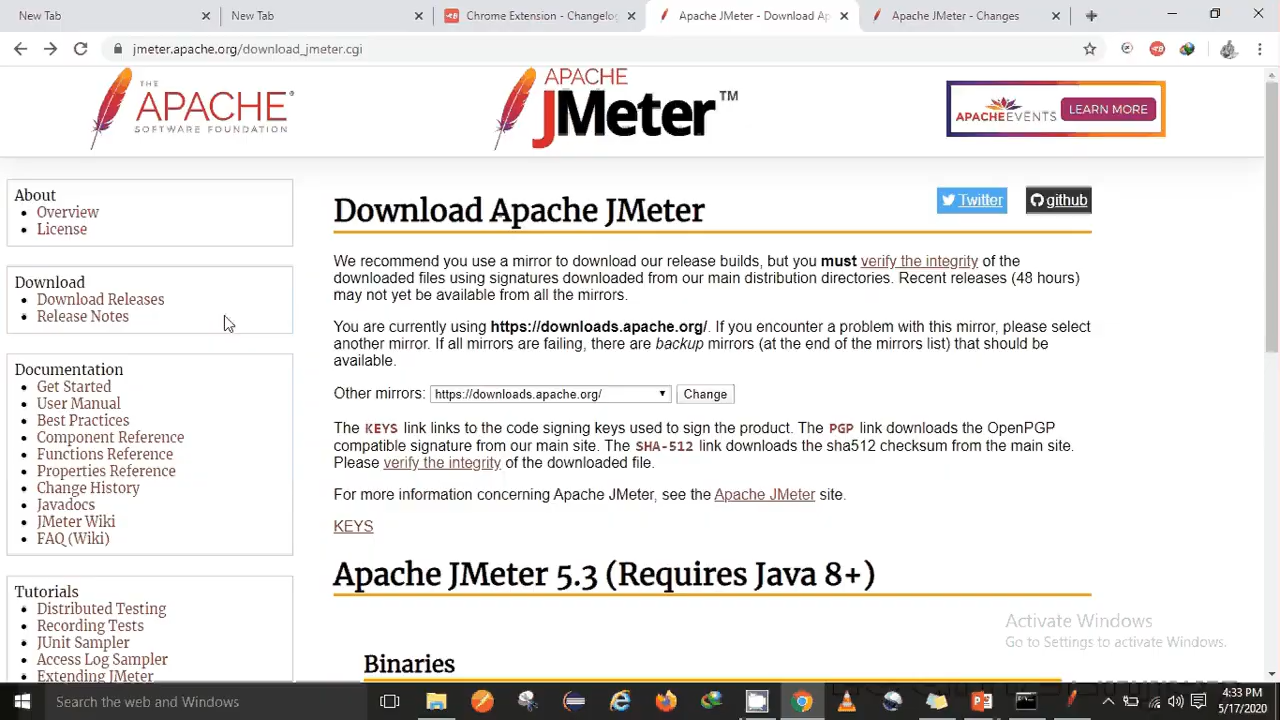 New Tab
New Tab
Chrome Extension - Changelog
Apache JMeter - Download Ap
Apache JMeter - Changes
jmeter.apache.org/download_jmeter.cgi
THE
APACHE®
SOFTWARE FOUNDATION
APACHE
JMeter™
APACHEEVENTS
LEARN MORE
About
Overview
License
Download
Download Releases
Release Notes
Documentation
Get Started
User Manual
Best Practices
Component Reference
Functions Reference
Properties Reference
Change History
Javadocs
JMeter Wiki
FAQ (Wiki)
Tutorials
Distributed Testing
Recording Tests
JUnit Sampler
Access Log Sampler
Extending JMeter
Download Apache JMeter
Twitter
github
We recommend you use a mirror to download our release builds, but you must verify the integrity of the
downloaded files using signatures downloaded from our main distribution directories. Recent releases (48 hours)
may not yet be available from all the mirrors.
You are currently using https://downloads.apache.org/. If you encounter a problem with this mirror, please select
another mirror. If all mirrors are failing, there are backup mirrors (at the end of the mirrors list) that should be
available.
Other mirrors: https://downloads.apache.org/ Change
The KEYS link links to the code signing keys used to sign the product. The PGP link downloads the OpenPGP
compatible signature from our main site. The SHA-512 link downloads the sha512 checksum from the main site.
Please verify the integrity of the downloaded file.
For more information concerning Apache JMeter, see the Apache JMeter site.
KEYS
Apache JMeter 5.3 (Requires Java 8+)
Binaries
Activate Windows
Go to Settings to activate Windows.
Search the web and Windows
4:33 PM
5/17/2020